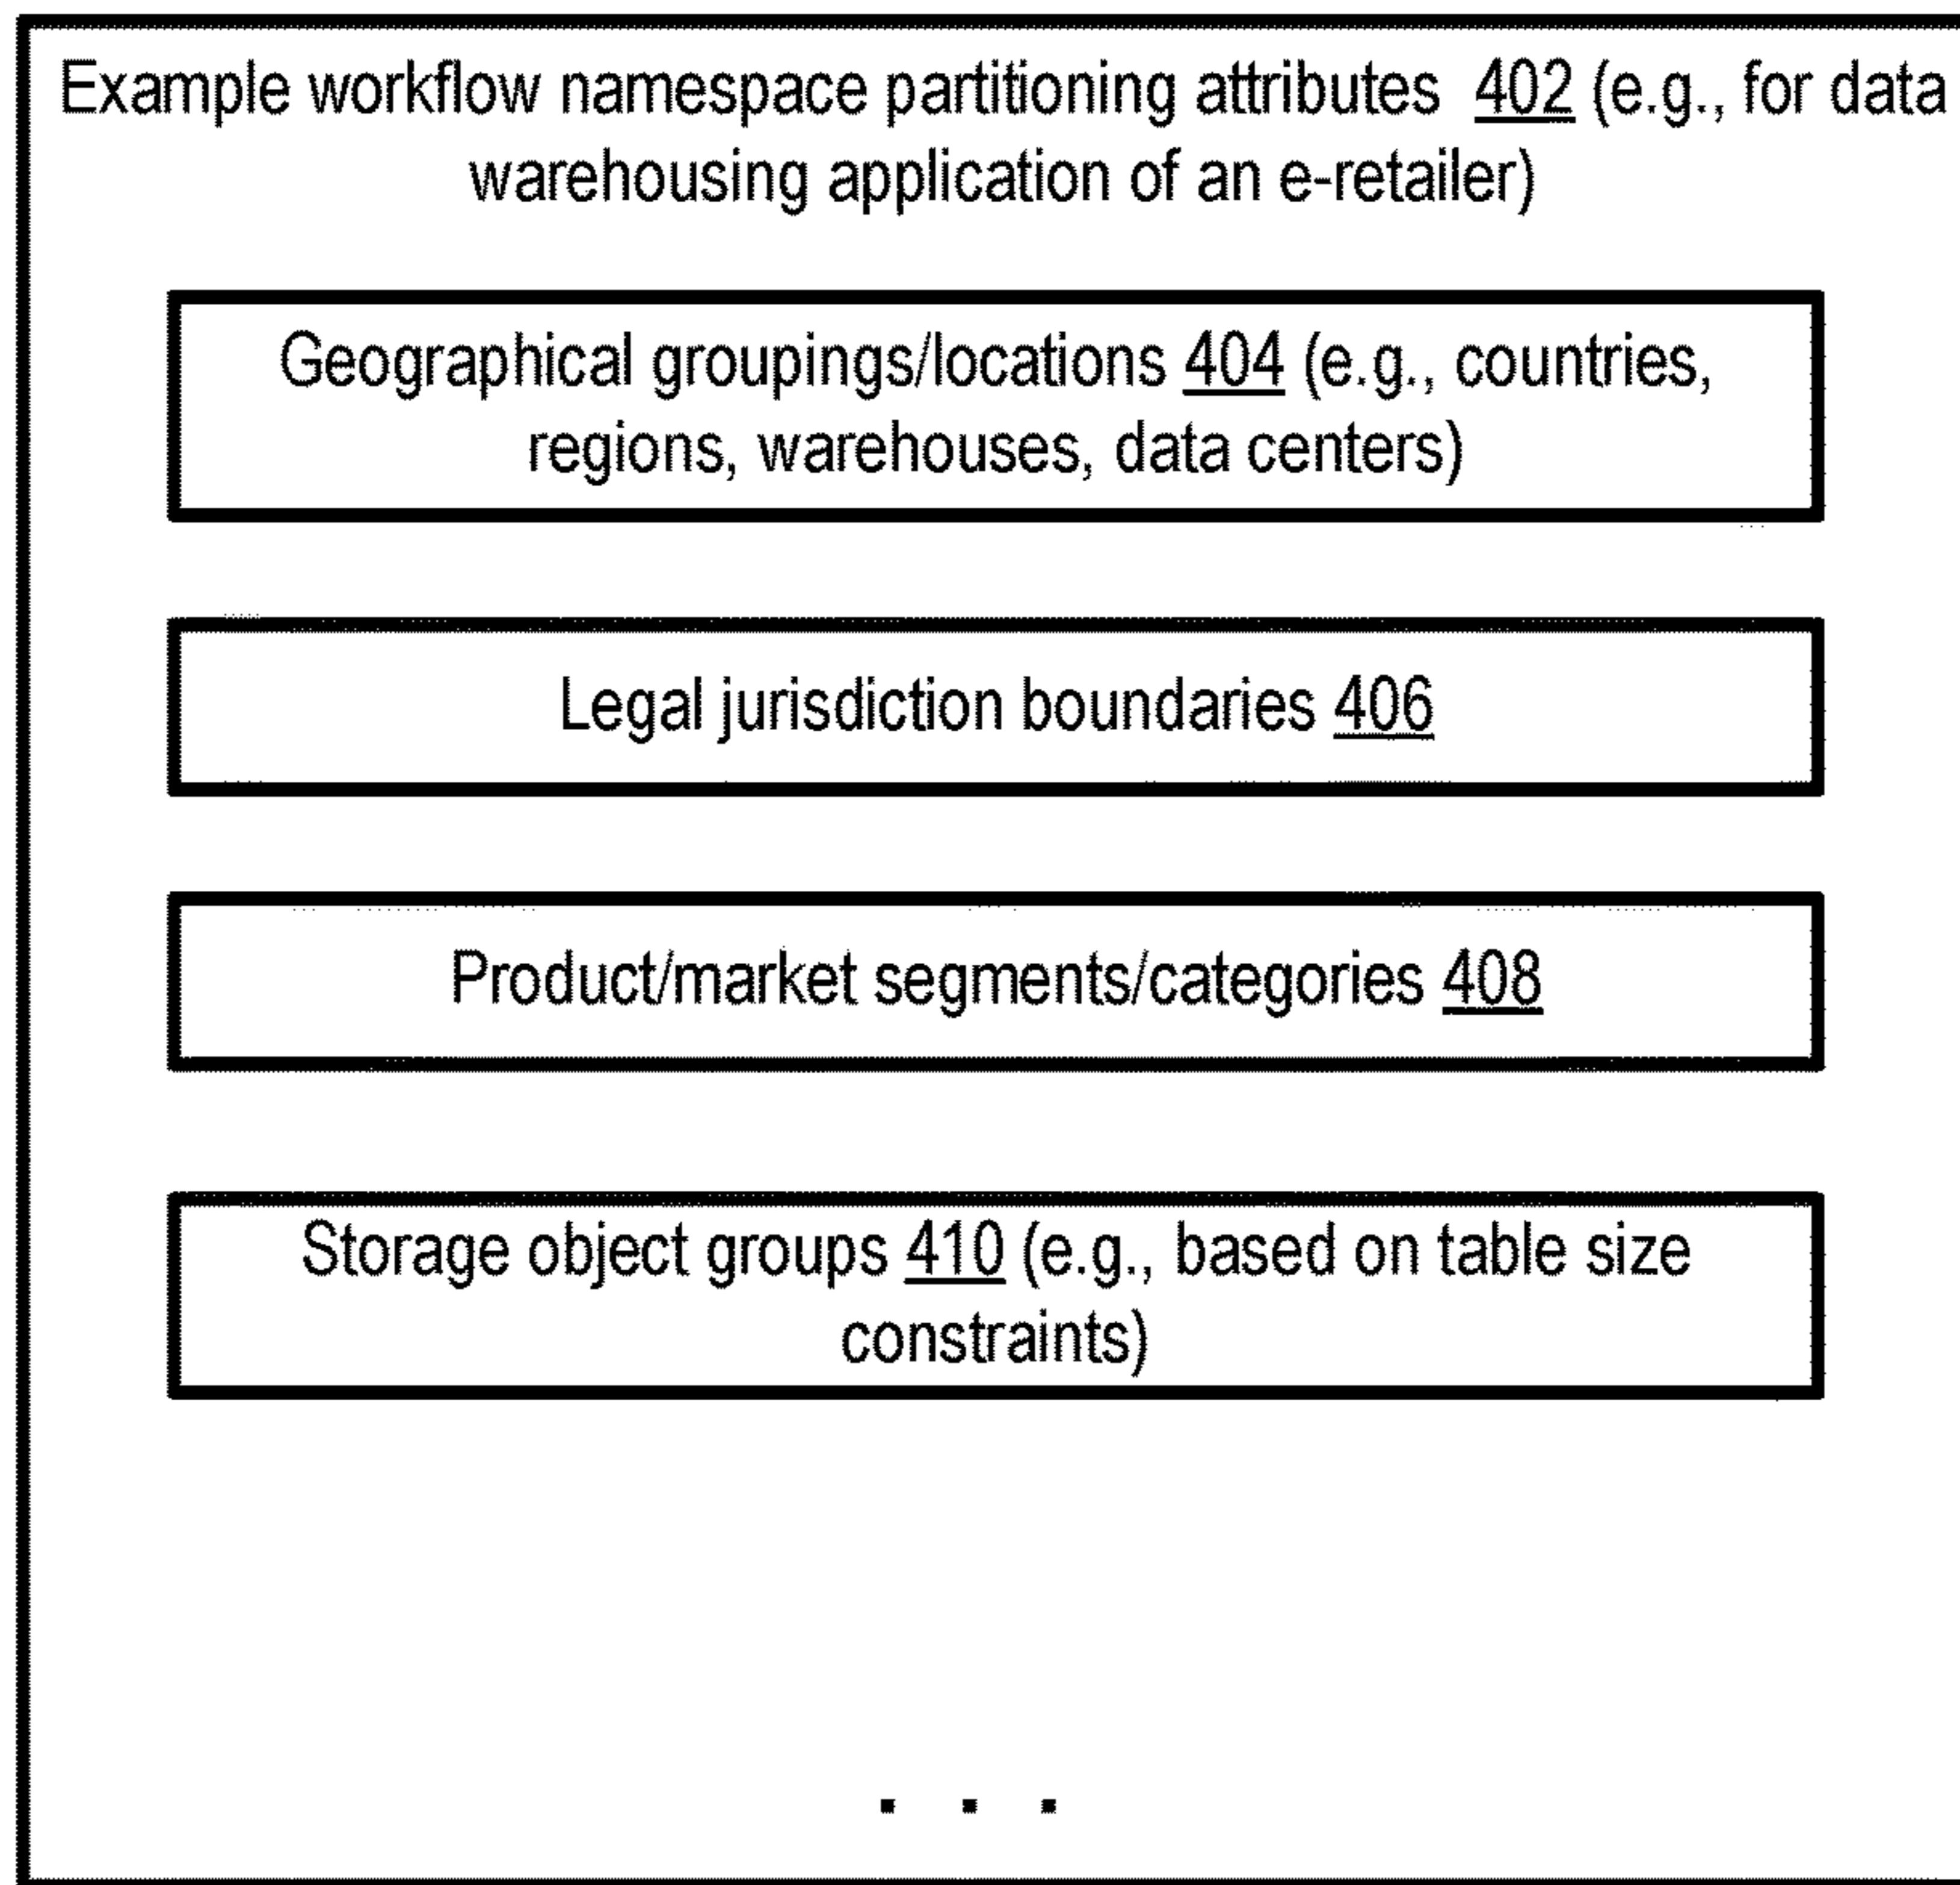 Example workflow namespace partitioning attributes 402 (e.g., for data
warehousing application of an e-retailer)
Geographical groupings/locations 404 (e.g., countries,
regions, warehouses, data centers)
Legal jurisdiction boundaries 406
Product/market segments/categories 408
Storage object groups 410 (e.g., based on table size
constraints)
. . .